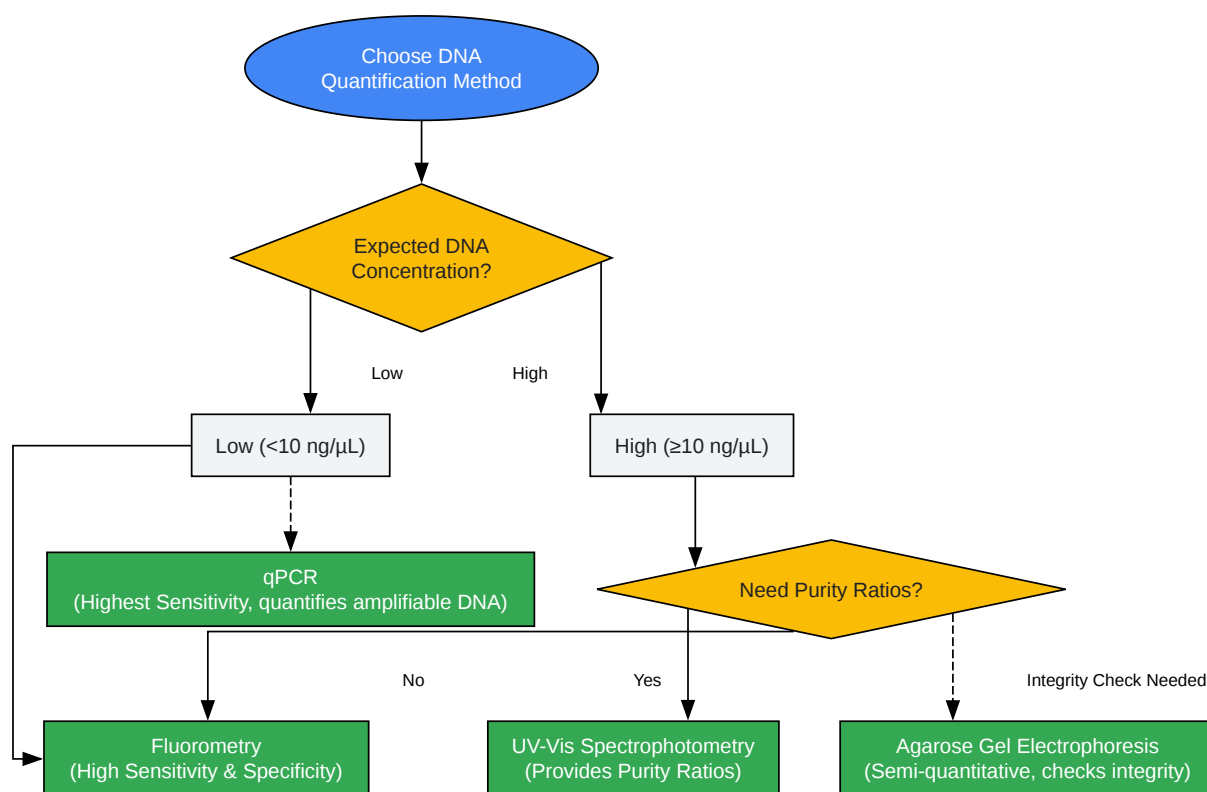 Choose DNA
Quantification Method
Expected DNA
Concentration?
Low
High
Low (<10 ng/µL)
High (≥10 ng/µL)
qPCR
(Highest Sensitivity, quantifies amplifiable DNA)
Need Purity Ratios?
No
Yes
Integrity Check Needed
Fluorometry
(High Sensitivity & Specificity)
UV-Vis Spectrophotometry
(Provides Purity Ratios)
Agarose Gel Electrophoresis
(Semi-quantitative, checks integrity)